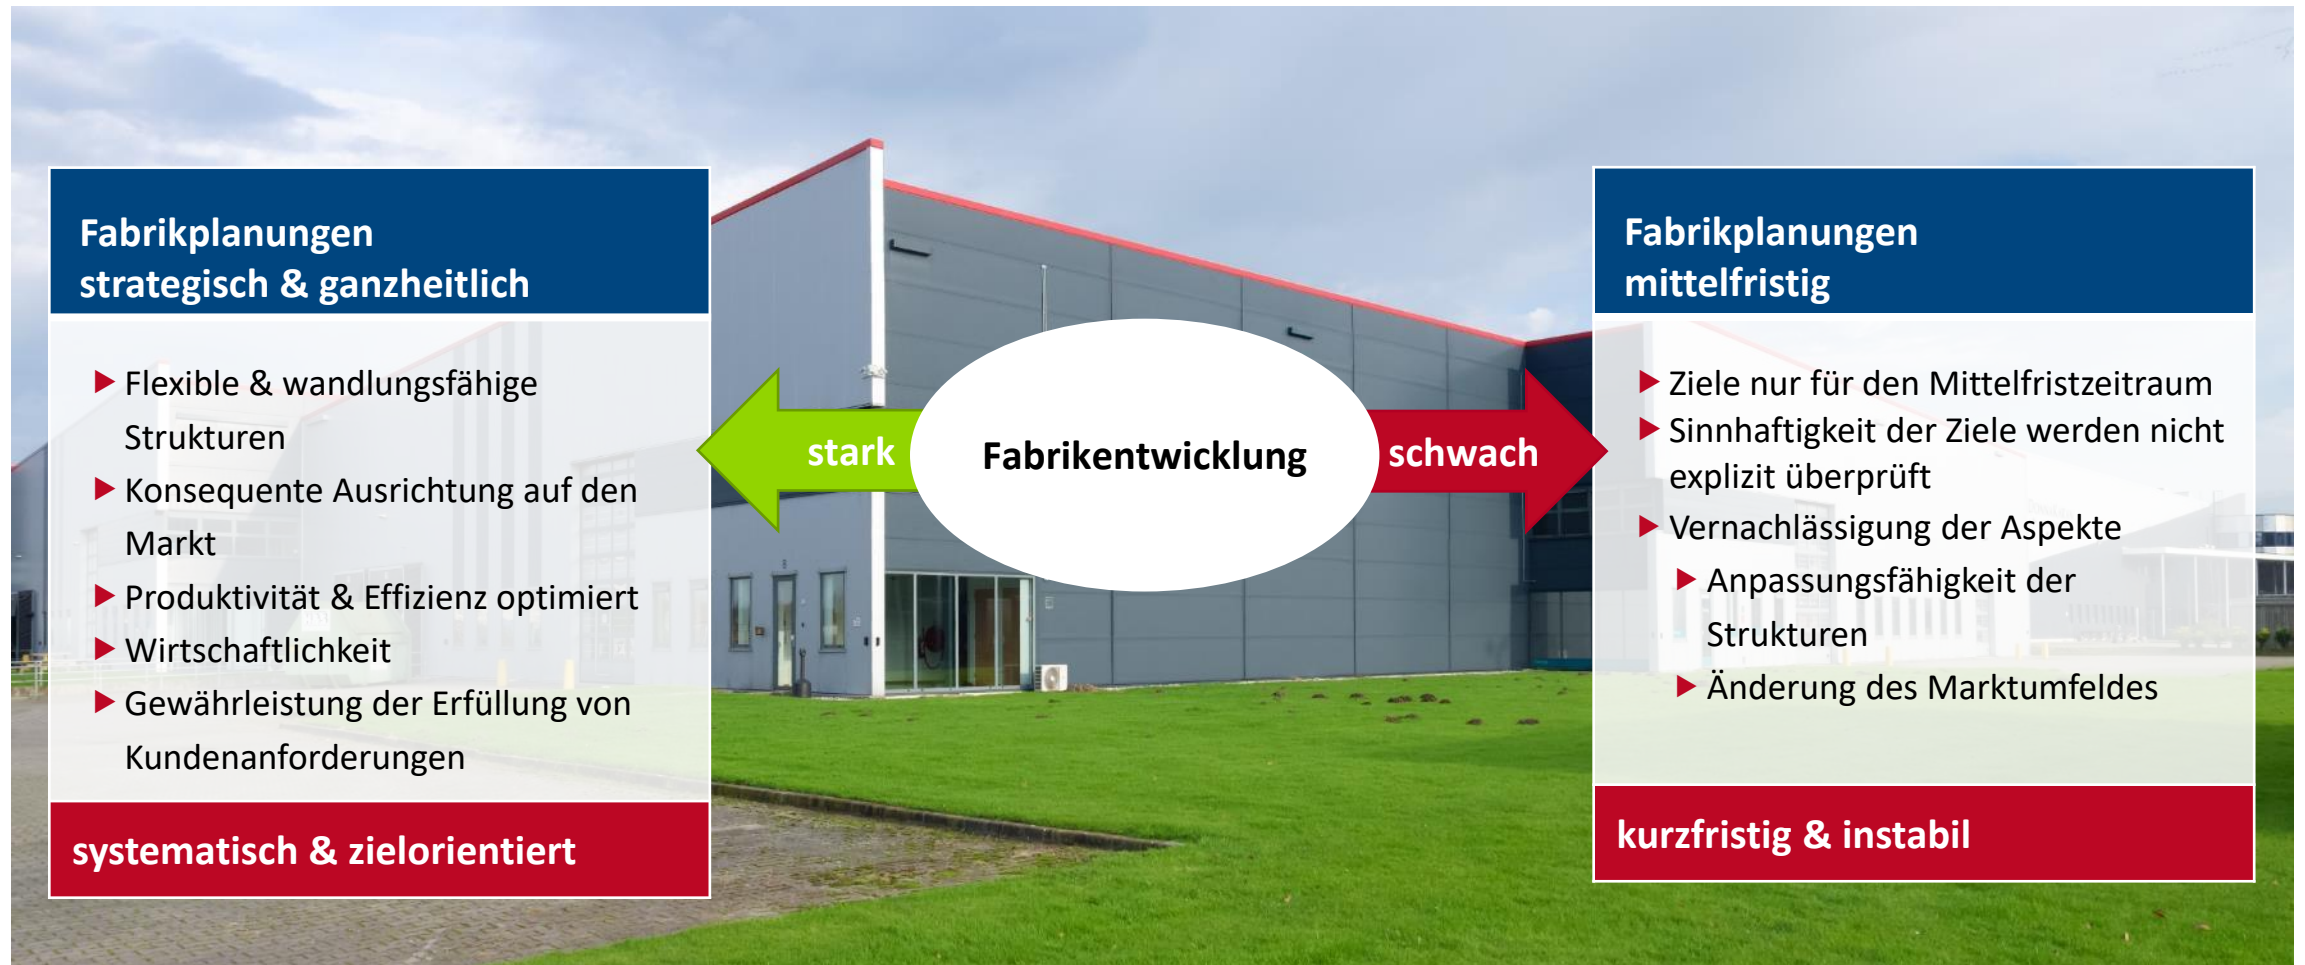 Fabrikplanungen
strategisch & ganzheitlich
Flexible & wandlungsfähige
Strukturen
Konsequente Ausrichtung auf den
Markt
Produktivität & Effizienz optimiert
Wirtschaftlichkeit
Gewährleistung der Erfüllung von
Kundenanforderungen
systematisch & zielorientiert
stark
Fabrikentwicklung
schwach
Fabrikplanungen
mittelfristig
Ziele nur für den Mittelfristzeitraum
Sinnhaftigkeit der Ziele werden nicht
explizit überprüft
Vernachlässigung der Aspekte
Anpassungsfähigkeit der
Strukturen
Änderung des Marktumfeldes
kurzfristig & instabil